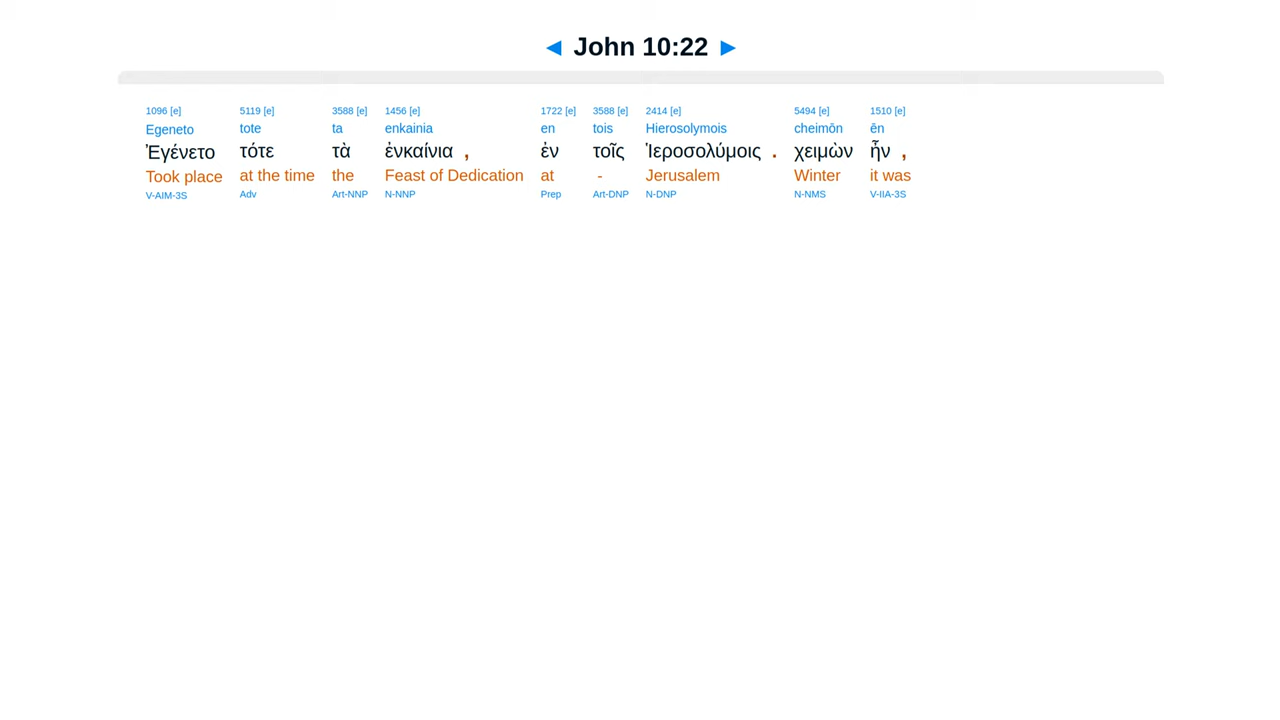 ◄ John 10:22 ►
1096 [e] 5119 [e] 3588 [e] 1456 [e] 1722 [e] 3588 [e] 2414 [e] 5494 [e] 1510 [e]
Egeneto tote ta enkainia en tois Hierosolymois cheimōn ēn
Ἐγένετο τότε τὰ ἐνκαίνια , ἐν τοῖς Ἱεροσολύμοις . χειμὼν ἦν ,
Took place at the time the Feast of Dedication at - Jerusalem Winter it was
V-AIM-3S Adv Art-NNP N-NNP Prep Art-DNP N-DNP N-NMS V-IIA-3S